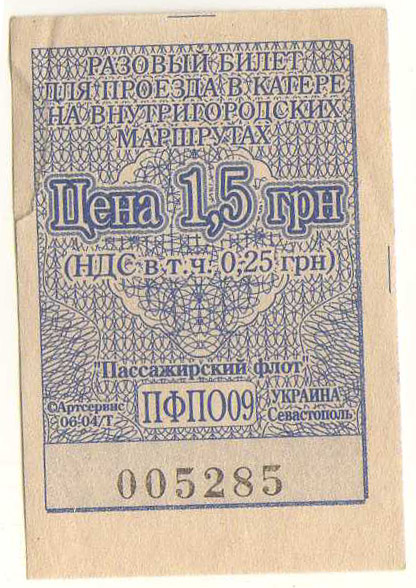 РАЗОВЫЙ БИЛЕТ
ДЛЯ ПРОЕЗДА В КАТЕРЕ
НА ВНУТРИГОРОДСКИХ
МАРШРУТАХ
Цена 1,5 грн
(НДС в т.ч. 0,25 грн)
"Пассажирский флот"
©Артсервис
06-04/Т
ПФПО09
УКРАИНА
Севастополь
005285